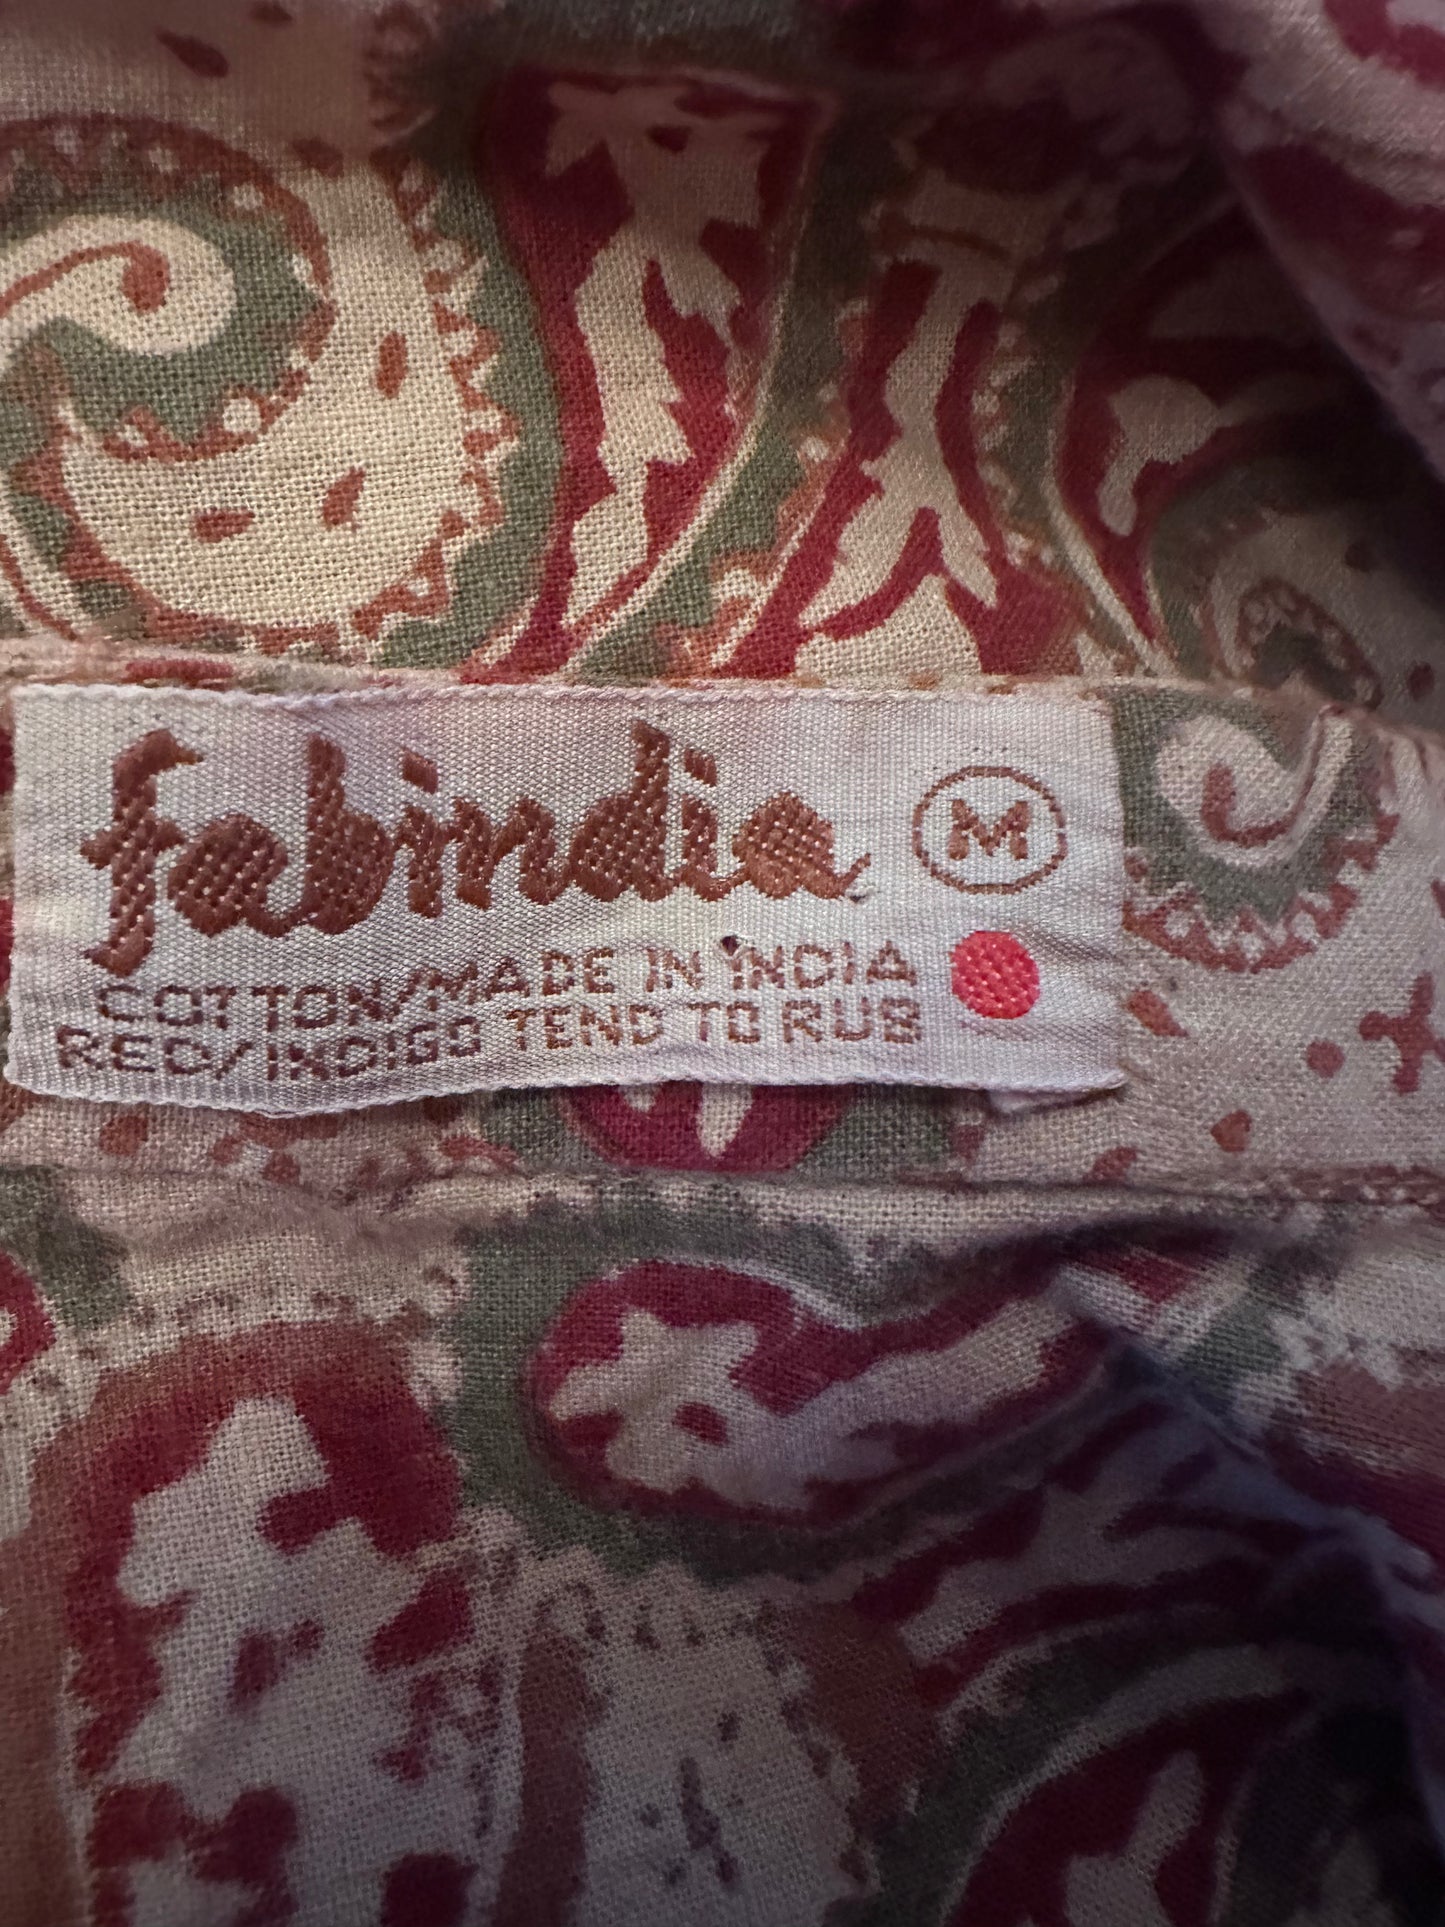 fabindia M
COTTON/MADE IN INDIA
RED/INDIGO TEND TO RUB